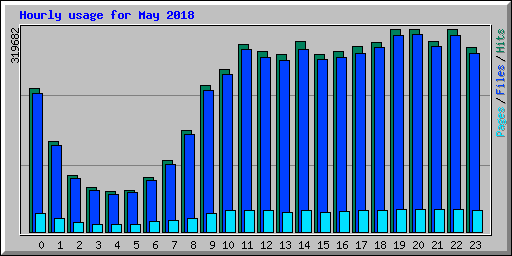 Hourly usage for May 2018
319682
Pages/Files/Hits
0 1 2 3 4 5 6 7 8 9 10 11 12 13 14 15 16 17 18 19 20 21 22 23